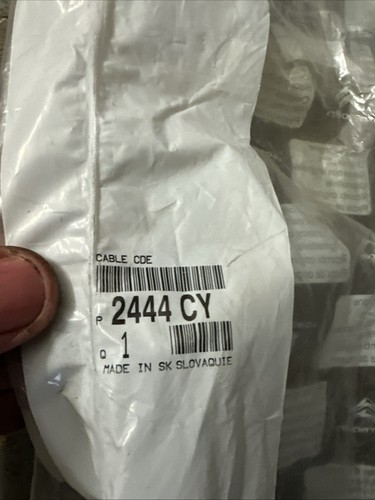 CABLE CDE
P 2444 CY
Q 1
MADE IN SK SLOVAQUIE